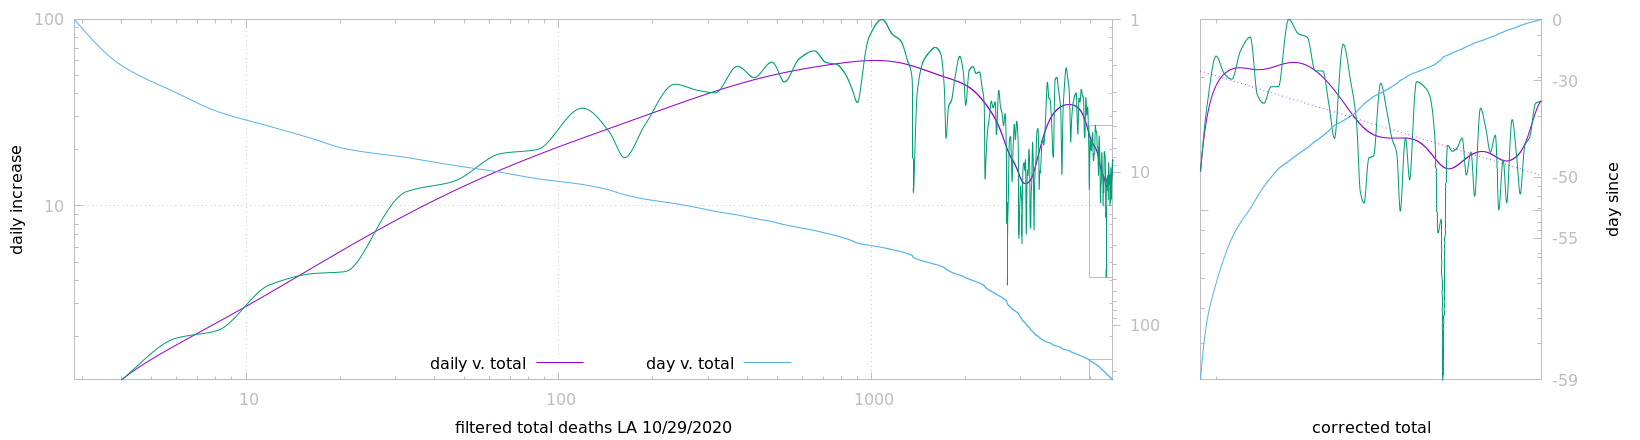 100
10
daily increase
1
10
100
daily v. total
day v. total
10
100
1000
filtered total deaths LA 10/29/2020
0
-30
-50
-55
-59
day since
corrected total